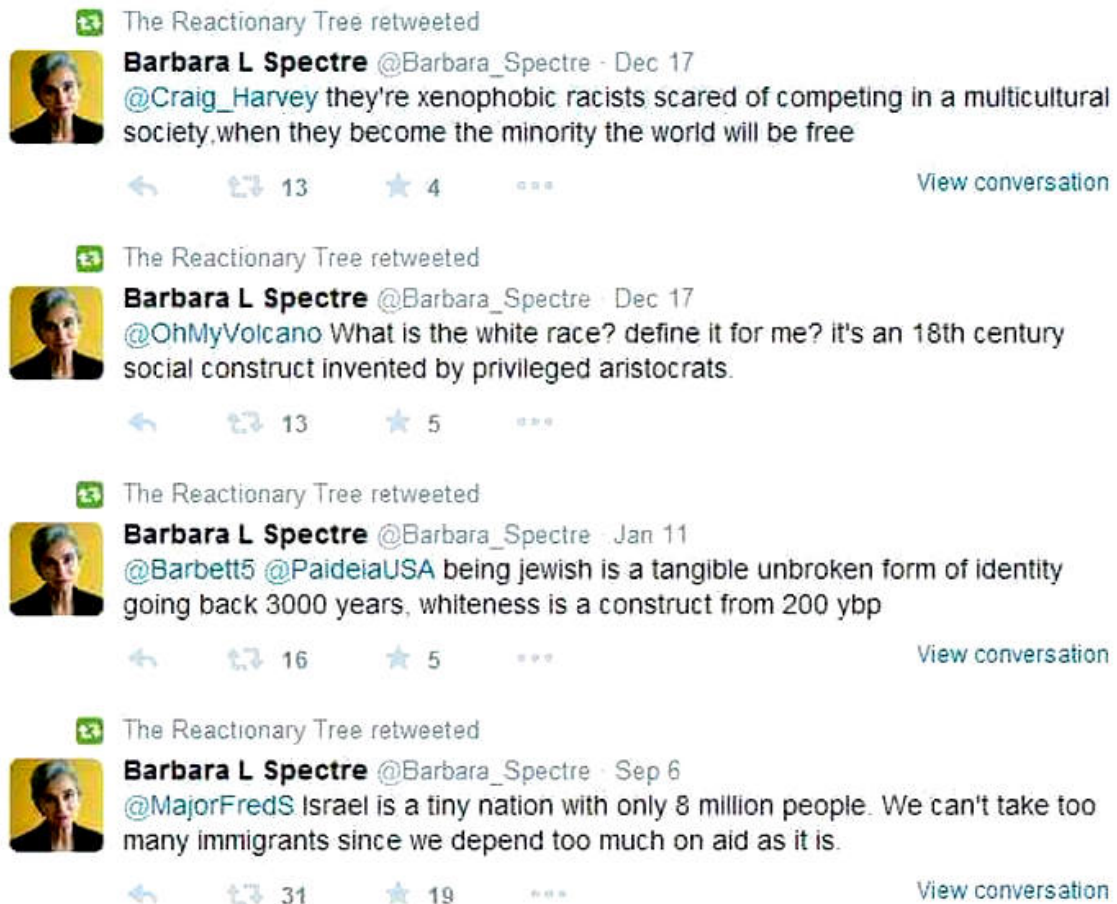 The Reactionary Tree retweeted
Barbara L Spectre @Barbara_Spectre · Dec 17
@Craig_Harvey they're xenophobic racists scared of competing in a multicultural
society,when they become the minority the world will be free
13 4 View conversation
The Reactionary Tree retweeted
Barbara L Spectre @Barbara_Spectre · Dec 17
@OhMyVolcano What is the white race? define it for me? it's an 18th century
social construct invented by privileged aristocrats.
13 5
The Reactionary Tree retweeted
Barbara L Spectre @Barbara_Spectre · Jan 11
@Barbett5 @PaideiaUSA being jewish is a tangible unbroken form of identity
going back 3000 years, whiteness is a construct from 200 ybp
16 5 View conversation
The Reactionary Tree retweeted
Barbara L Spectre @Barbara_Spectre · Sep 6
@MajorFredS Israel is a tiny nation with only 8 million people. We can't take too
many immigrants since we depend too much on aid as it is.
31 19 View conversation